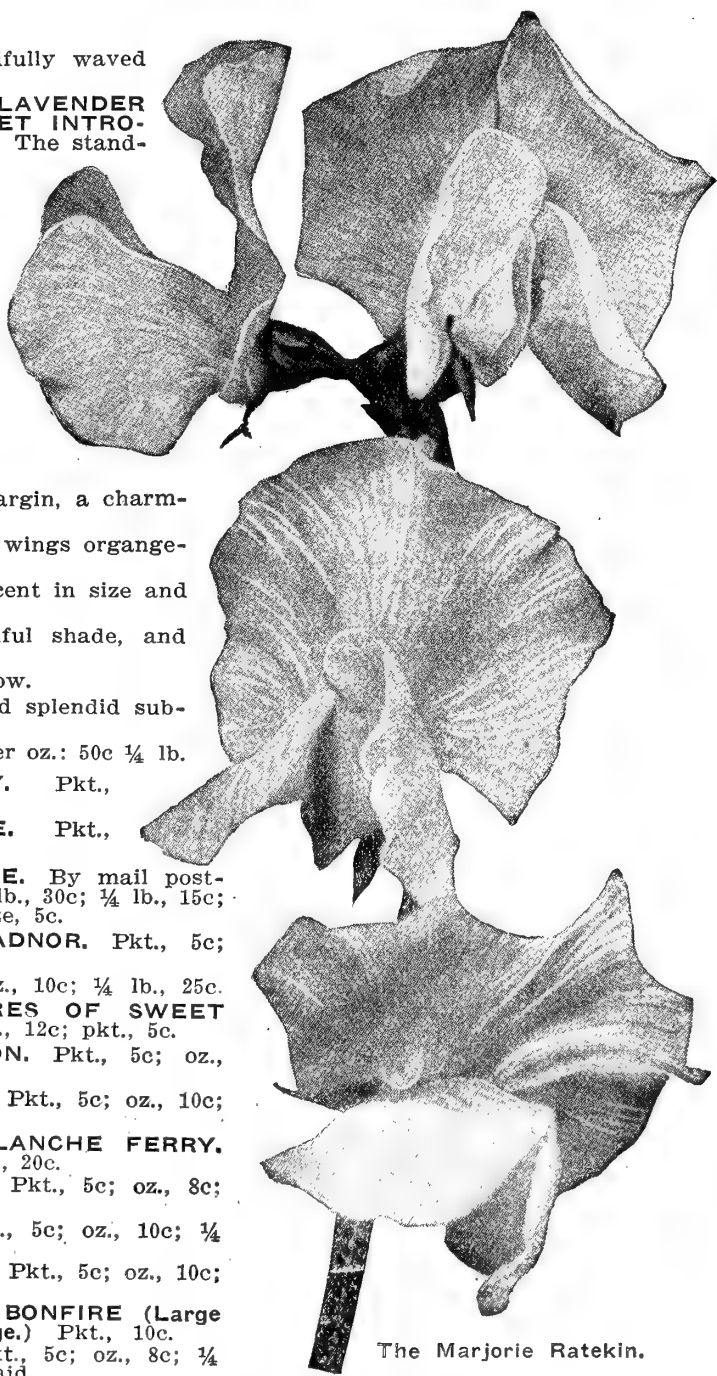 fully waved
LAVENDER
ET INTRO-
The stand-
argin, a charm-
wings organge-
cent in size and
ful shade, and
ow.
d splendid sub-
er oz.: 50c ¼ lb.
Y. Pkt.,
E. Pkt.,
E. By mail post-
lb., 30c; ¼ lb., 15c;
e, 5c.
ADNOR. Pkt., 5c;
z., 10c; ¼ lb., 25c.
RES OF SWEET
., 12c; pkt., 5c.
ON. Pkt., 5c; oz.,
Pkt., 5c; oz., 10c;
LANCHE FERRY.
., 20c.
Pkt., 5c; oz., 8c;
., 5c; oz., 10c; ¼
Pkt., 5c; oz., 10c;
BONFIRE (Large
ge.) Pkt., 10c.
kt., 5c; oz., 8c; ¼
aid
The Marjorie Ratekin.